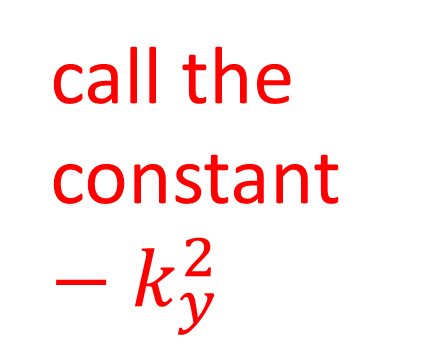 call the
constant
− k_y^2